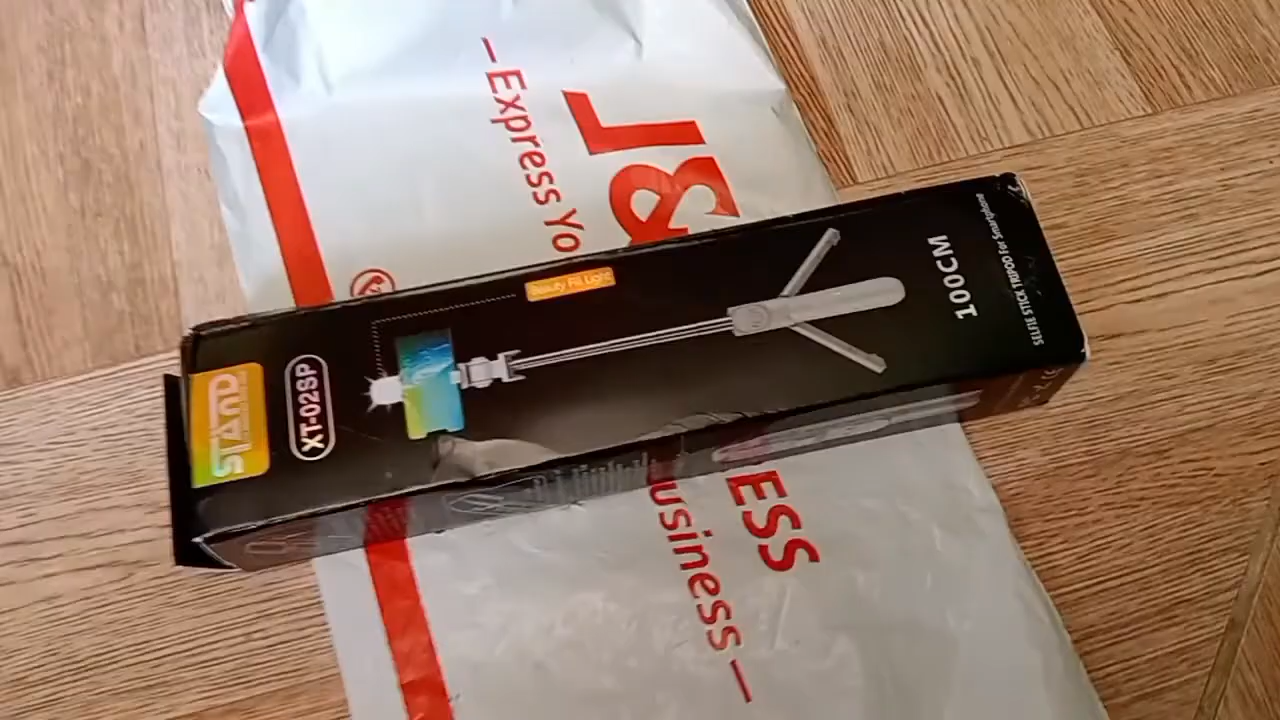 — Express Yo
J&
ESS
usiness —
STAND
XT-02SP
Beauty Fill Light
100CM
SELFIE STICK TRIPOD For Smartphone